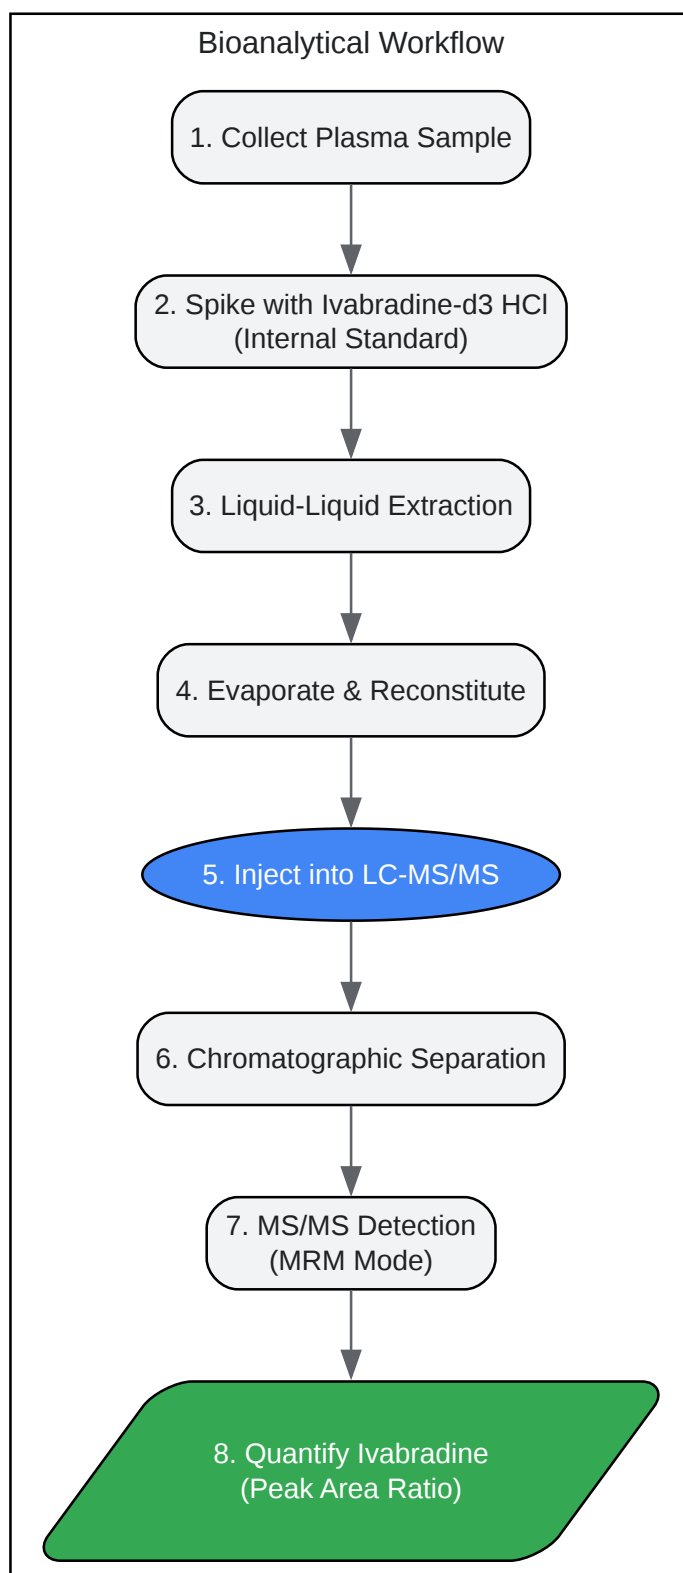 Bioanalytical Workflow
1. Collect Plasma Sample
2. Spike with Ivabradine-d3 HCl
(Internal Standard)
3. Liquid-Liquid Extraction
4. Evaporate & Reconstitute
5. Inject into LC-MS/MS
6. Chromatographic Separation
7. MS/MS Detection
(MRM Mode)
8. Quantify Ivabradine
(Peak Area Ratio)